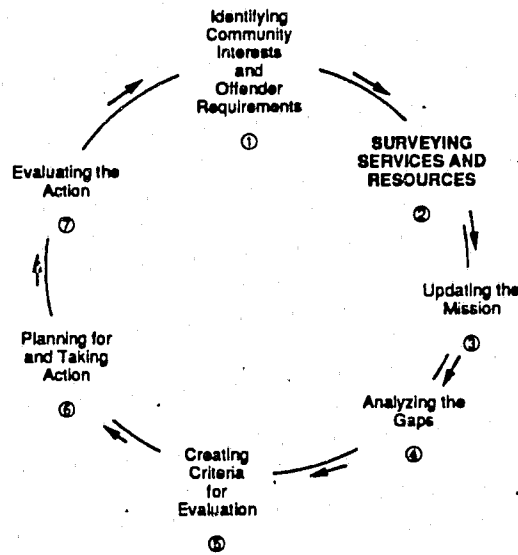 Identifying
Community
Interests
and
Offender
Requirements
①
SURVEYING
SERVICES AND
RESOURCES
②
Updating the
Mission
③
Analyzing the
Gaps
④
Creating
Criteria
for
Evaluation
⑤
Planning for
and Taking
Action
⑥
Evaluating the
Action
⑦